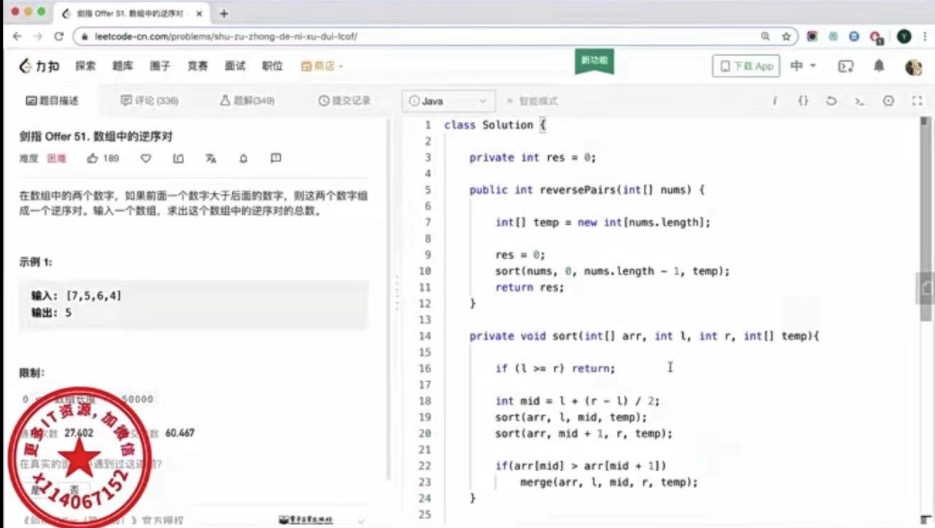 剑指 Offer 51. 数组中的逆序对
leetcode-cn.com/problems/shu-zu-zhong-de-ni-xu-dui-lcof/
力扣 探索 题库 圈子 竞赛 面试 职位 商店
新功能
下载 App 中
题目描述 评论 (336) 题解(349) 提交记录
Java 智能模式
剑指 Offer 51. 数组中的逆序对
难度 困难 189
在数组中的两个数字，如果前面一个数字大于后面的数字，则这两个数字组
成一个逆序对。输入一个数组，求出这个数组中的逆序对的总数。
示例 1:
输入: [7,5,6,4]
输出: 5
限制:
0 数组长度 50000
次数 27,402 数 60,467
在真实的 遇到过这道 ?
是 否
官方授权
更多IT资源,加微信
x114067152
1 class Solution {
2
3 private int res = 0;
4
5 public int reversePairs(int[] nums) {
6
7 int[] temp = new int[nums.length];
8
9 res = 0;
10 sort(nums, 0, nums.length - 1, temp);
11 return res;
12 }
13
14 private void sort(int[] arr, int l, int r, int[] temp){
15
16 if (l >= r) return;
17
18 int mid = l + (r - l) / 2;
19 sort(arr, l, mid, temp);
20 sort(arr, mid + 1, r, temp);
21
22 if(arr[mid] > arr[mid + 1])
23 merge(arr, l, mid, r, temp);
24 }
25